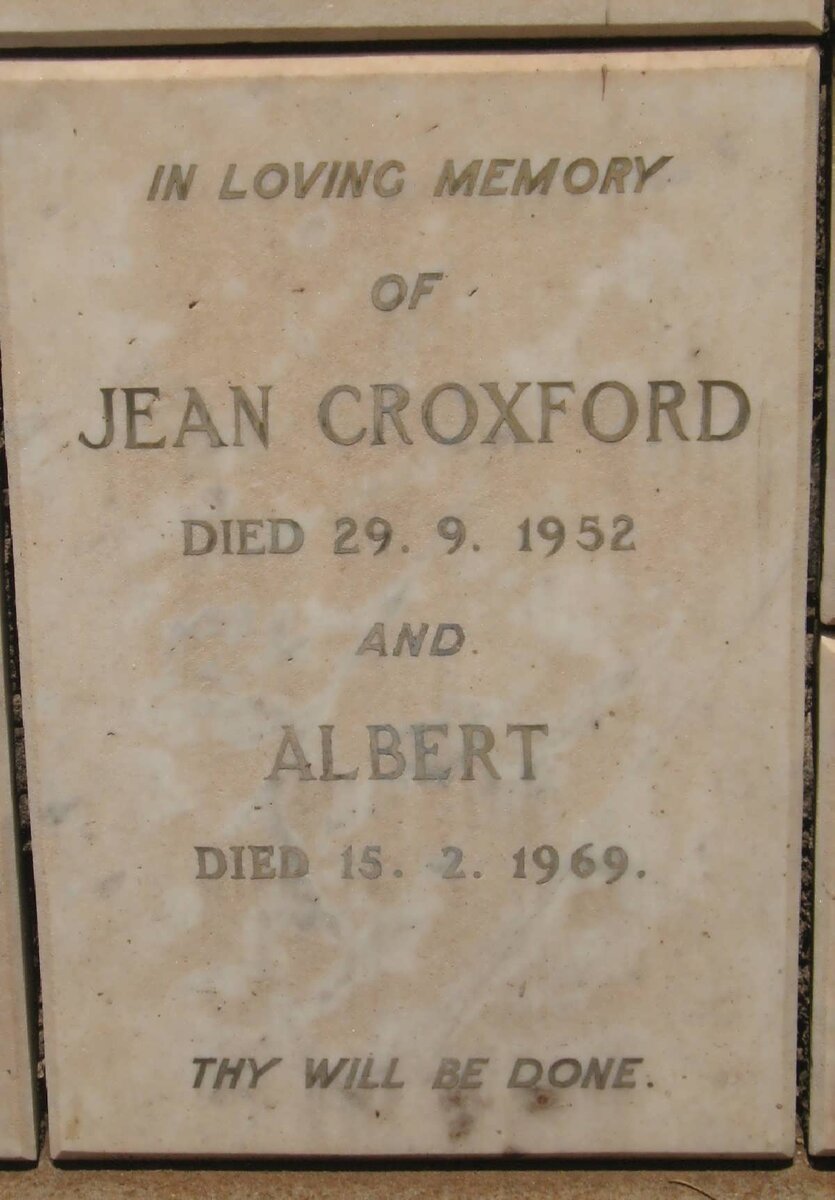 IN LOVING MEMORY
OF
JEAN CROXFORD
DIED 29. 9. 1952
AND
ALBERT
DIED 15. 2. 1969.
THY WILL BE DONE.